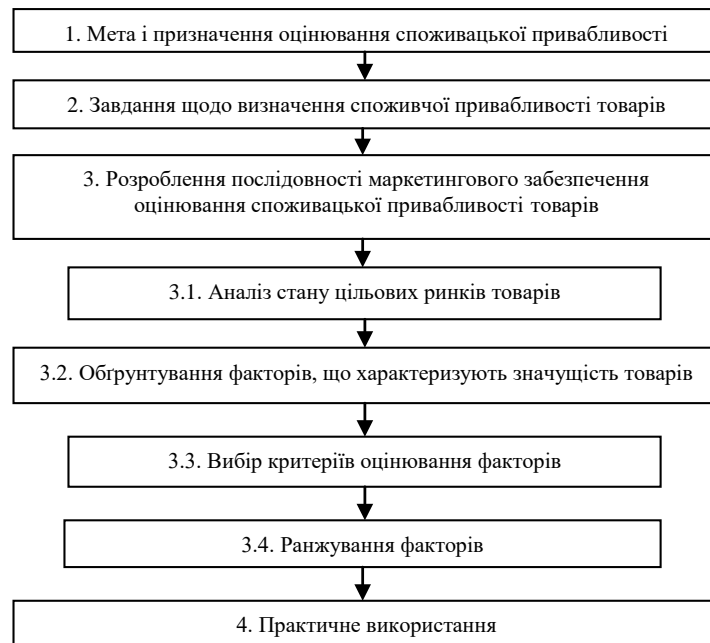 1. Мета і призначення оцінювання споживацької привабливості
2. Завдання щодо визначення споживчої привабливості товарів
3. Розроблення послідовності маркетингового забезпечення
оцінювання споживацької привабливості товарів
3.1. Аналіз стану цільових ринків товарів
3.2. Обґрунтування факторів, що характеризують значущість товарів
3.3. Вибір критеріїв оцінювання факторів
3.4. Ранжування факторів
4. Практичне використання